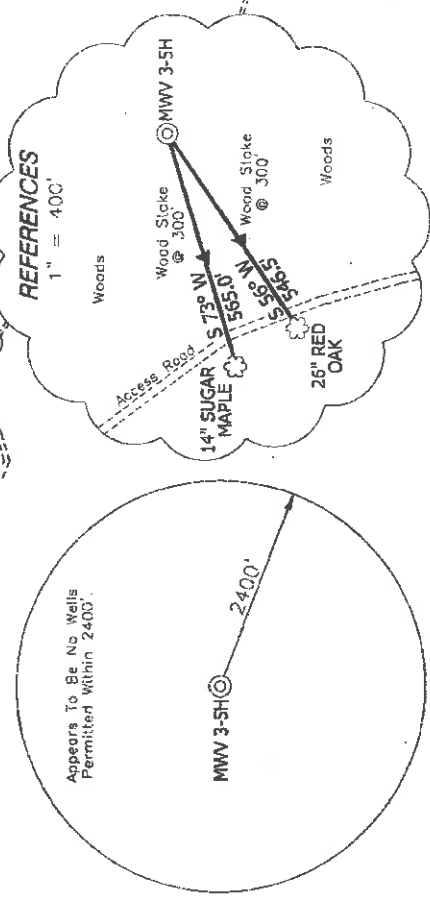 REFERENCES
1" = 400'
Woods
MWV 3-5H
Wood Stake
@ 300'
S 73° W
565.0'
Access Road
14" SUGAR
MAPLE
Wood Stake
@ 300'
S 56° W
546.5'
26" RED
OAK
Woods
Appears To Be No Wells
Permitted Within 2400'.
MWV 3-5H
2400'